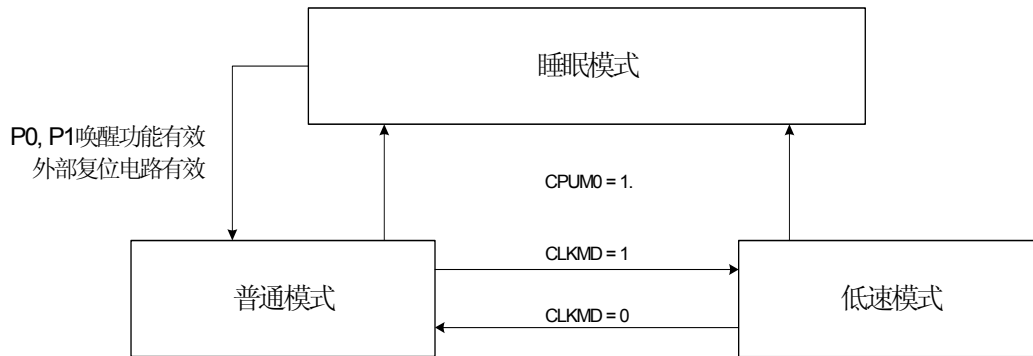 睡眠模式
P0, P1唤醒功能有效
外部复位电路有效
CPUM0 = 1.
CLKMD = 1
普通模式
低速模式
CLKMD = 0